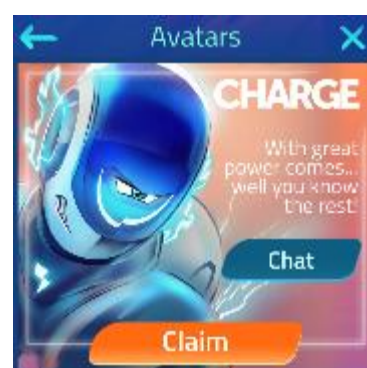 Avatars
CHARGE
With great
power comes...
well you know
the rest!
Chat
Claim